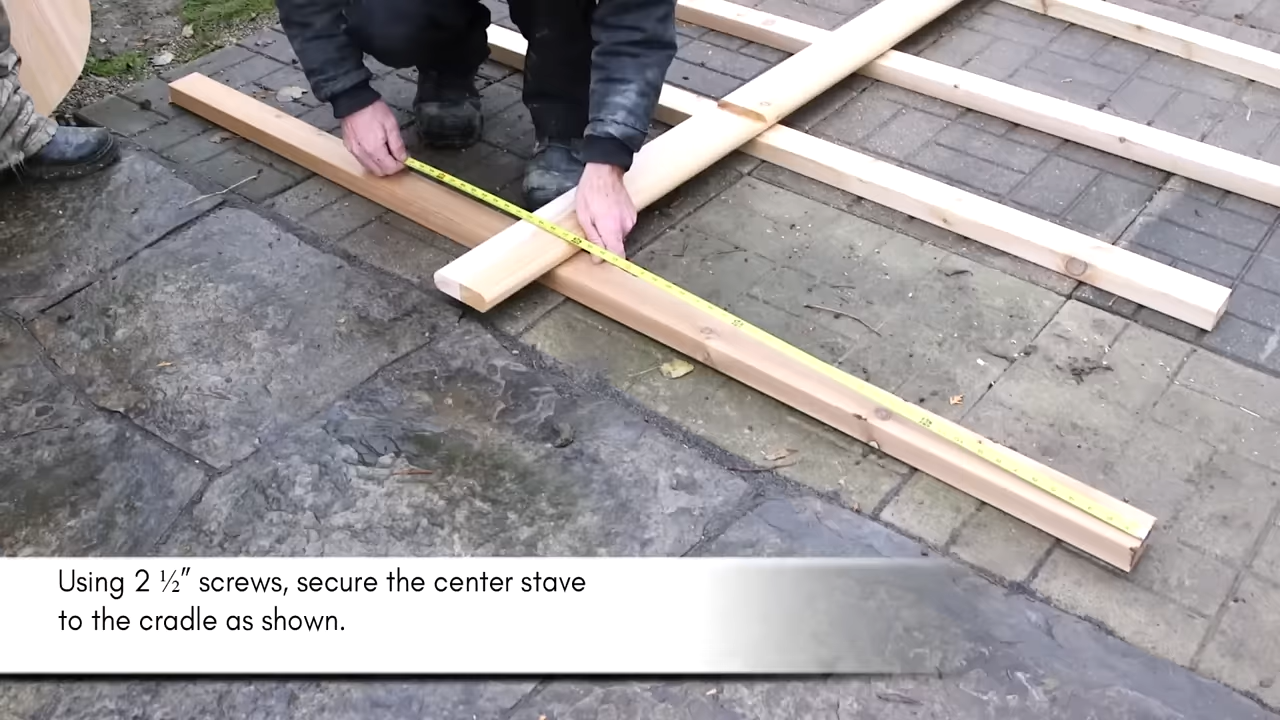 Using 2 ½” screws, secure the center stave
to the cradle as shown.